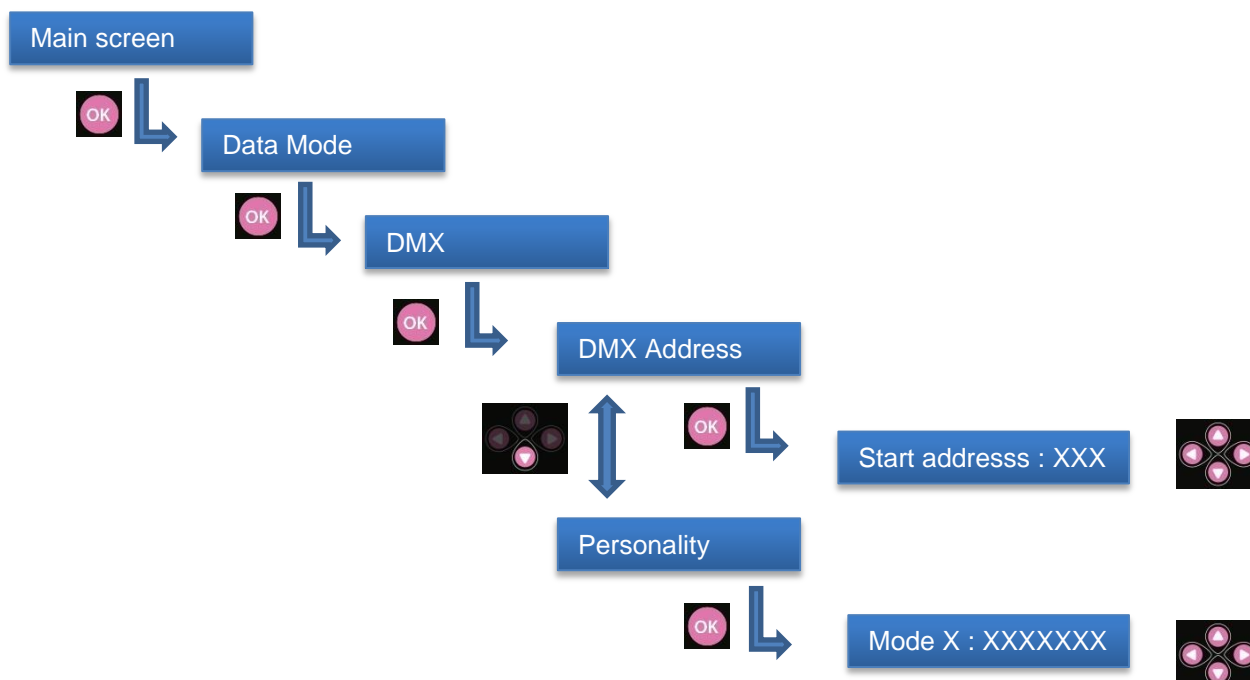 Main screen
OK
Data Mode
OK
DMX
OK
DMX Address
OK
Start addresss : XXX
Personality
OK
Mode X : XXXXXXX